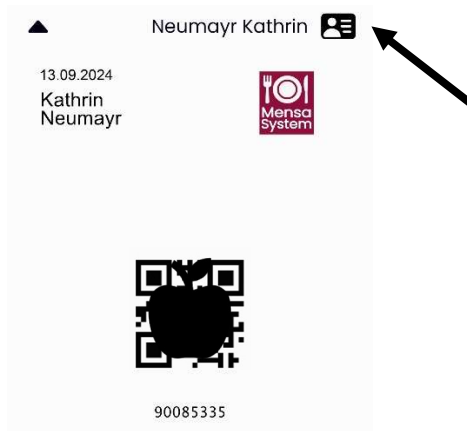 Neumayr Kathrin
13.09.2024
Kathrin
Neumayr
Mensa
System
90085335